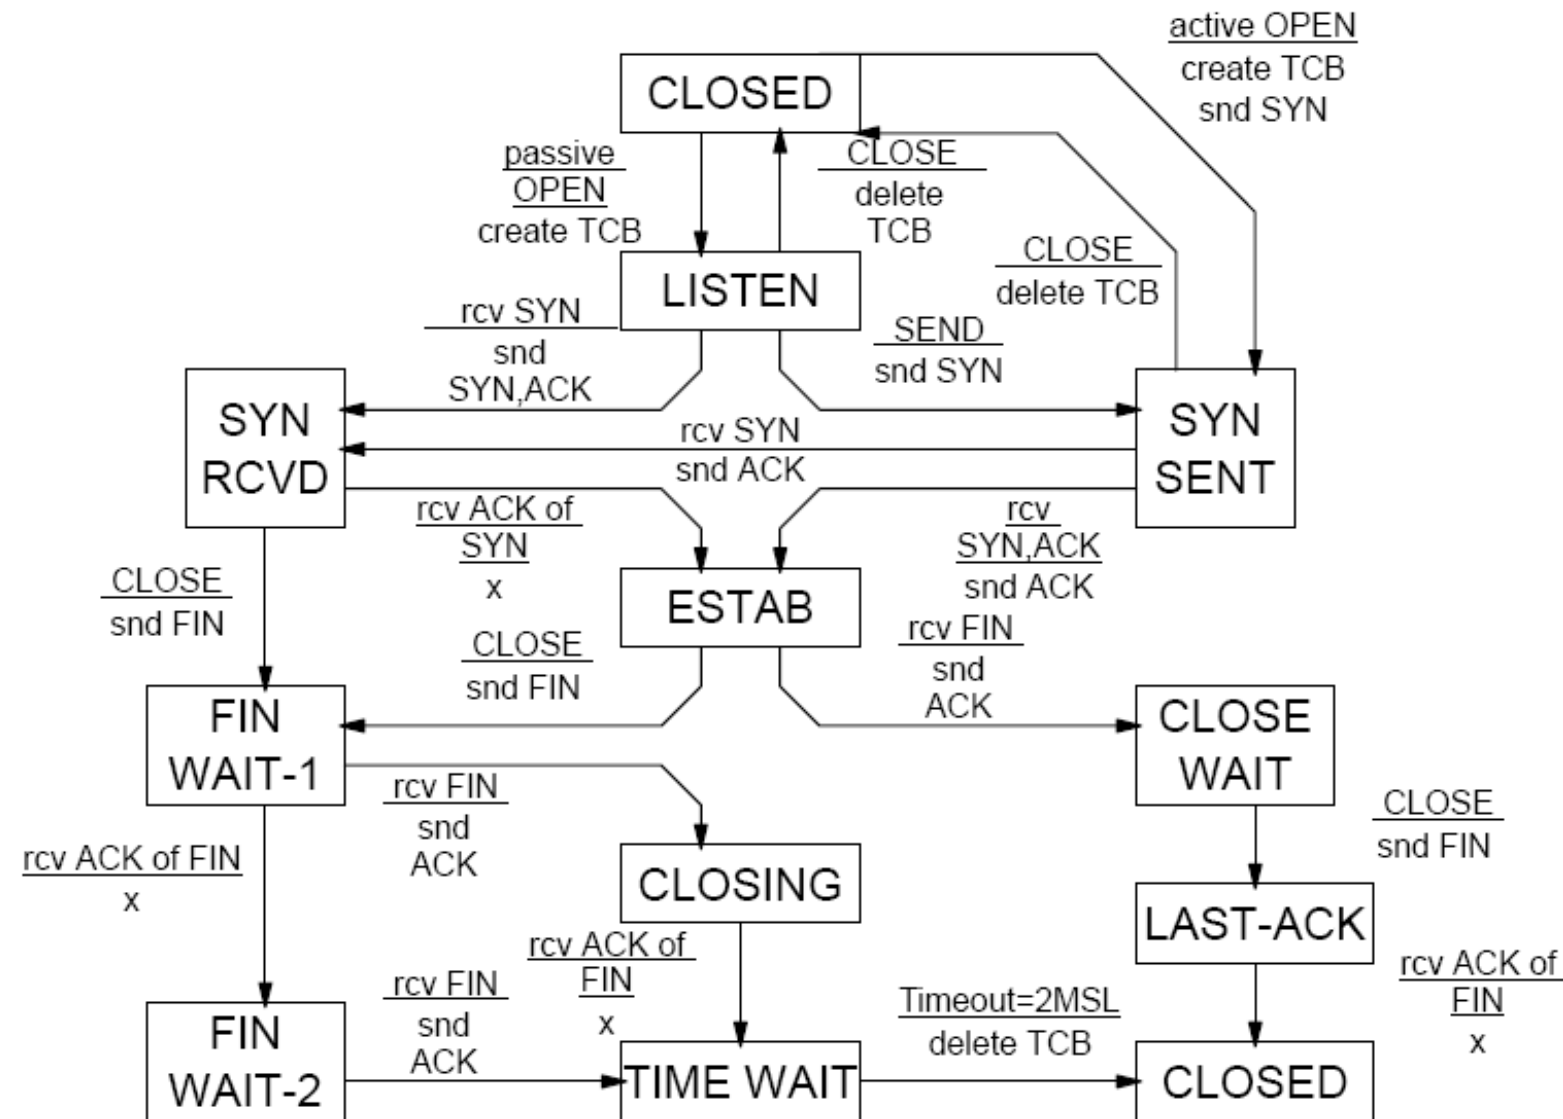 active OPEN
create TCB
snd SYN
CLOSED
passive
OPEN
create TCB
CLOSE
delete
TCB
CLOSE
delete TCB
LISTEN
rcv SYN
snd
SYN,ACK
SEND
snd SYN
SYN
RCVD
rcv SYN
snd ACK
SYN
SENT
rcv ACK of
SYN
x
rcv
SYN,ACK
snd ACK
CLOSE
snd FIN
ESTAB
CLOSE
snd FIN
rcv FIN
snd
ACK
FIN
WAIT-1
CLOSE
WAIT
rcv FIN
snd
ACK
CLOSE
snd FIN
rcv ACK of FIN
x
CLOSING
LAST-ACK
rcv ACK of
FIN
x
rcv ACK of
FIN
x
rcv FIN
snd
ACK
Timeout=2MSL
delete TCB
FIN
WAIT-2
TIME WAIT
CLOSED